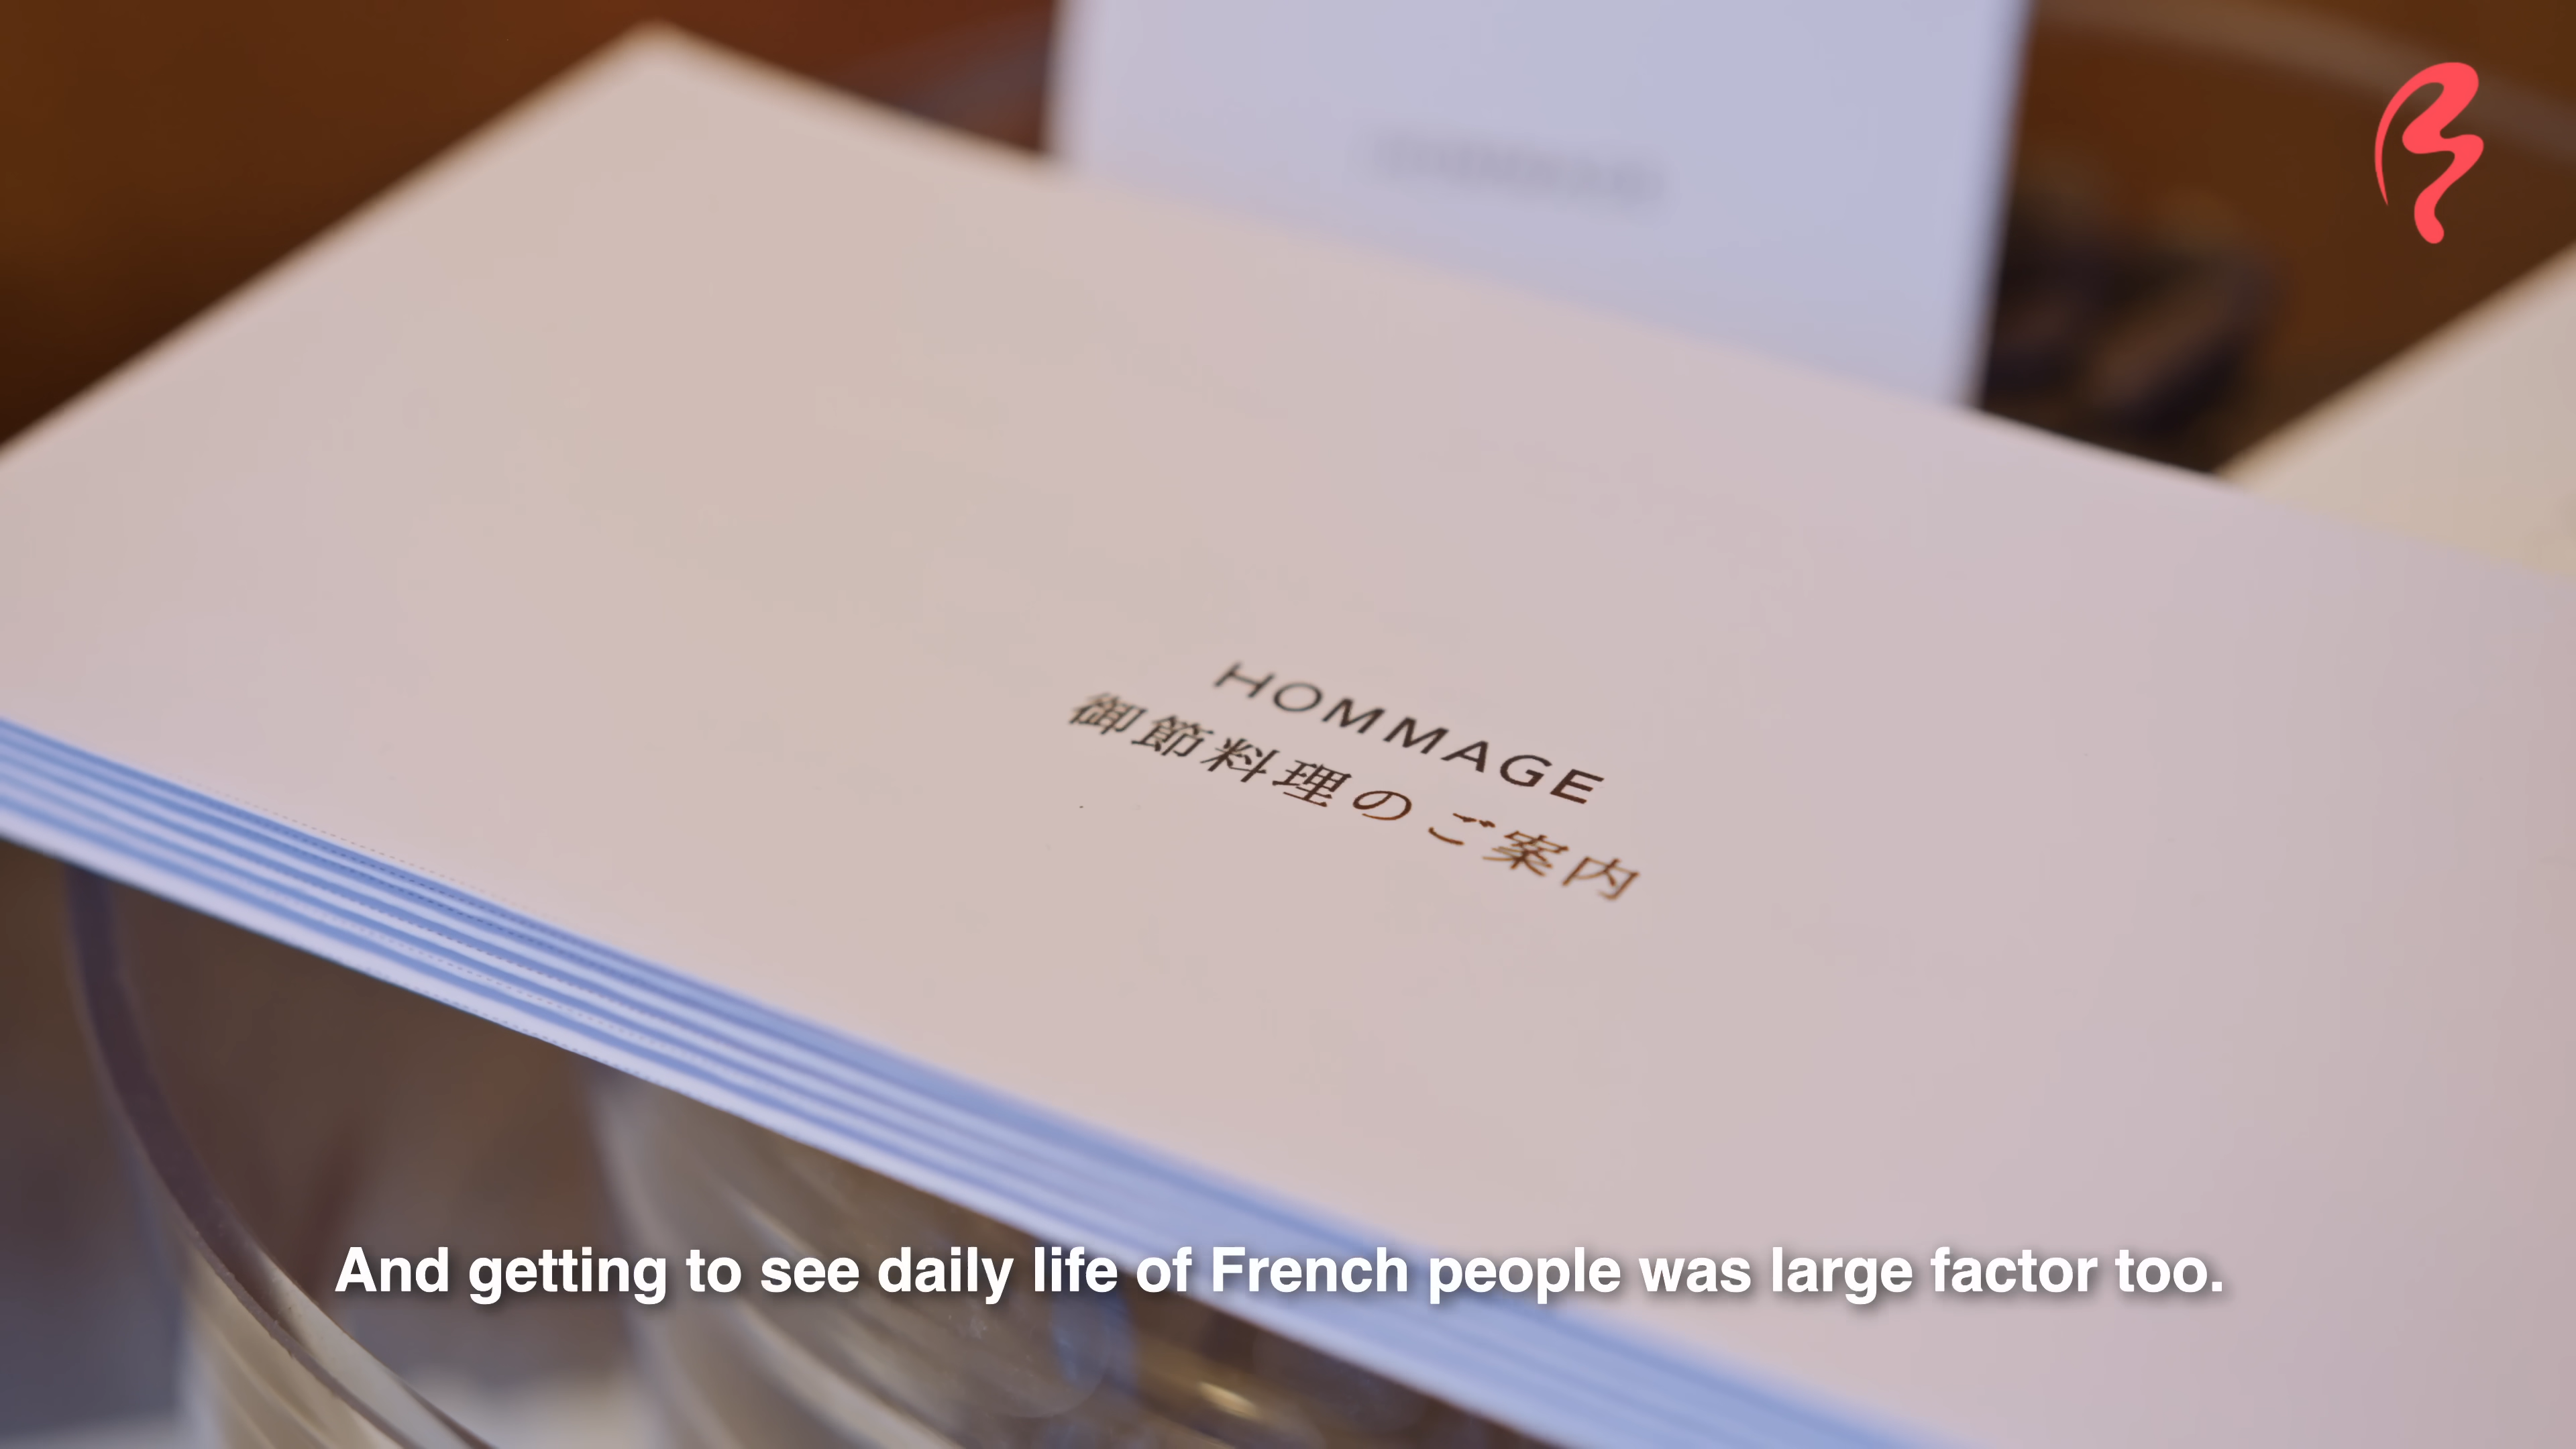 HOMMAGE
御節料理のご案内
And getting to see daily life of French people was large factor too.